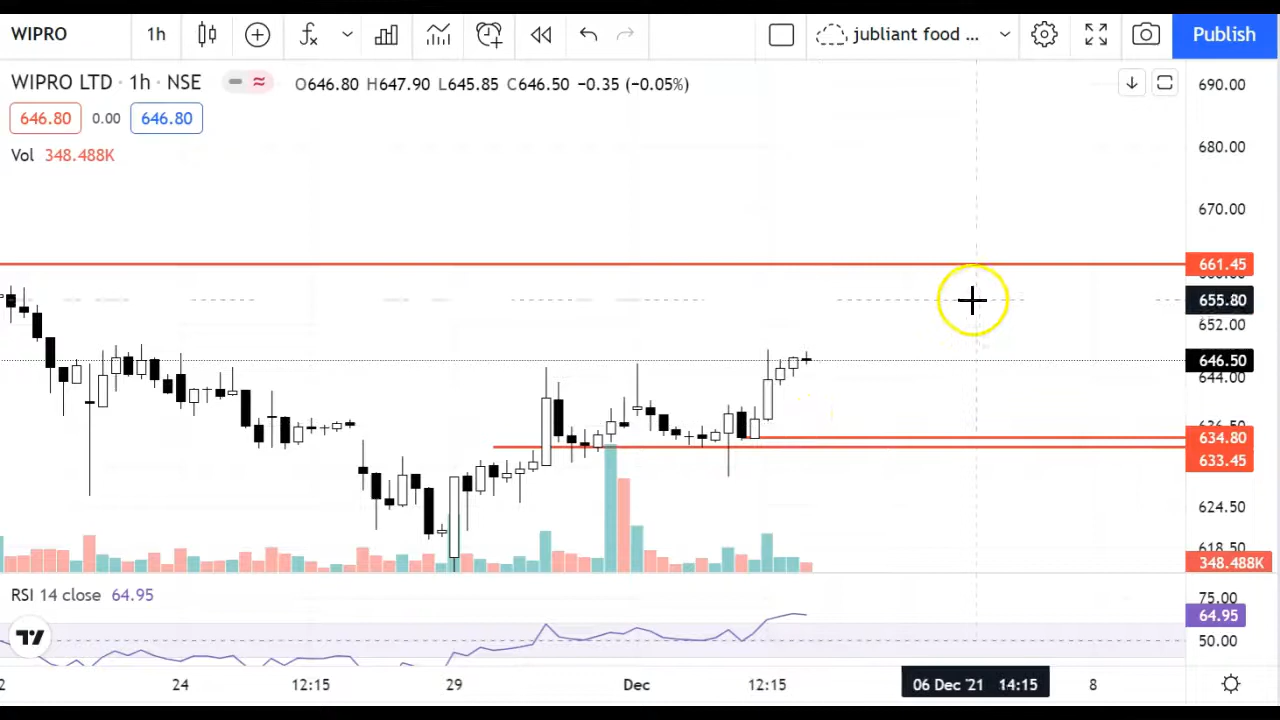 WIPRO 1h jubliant food ... Publish
WIPRO LTD · 1h · NSE O646.80 H647.90 L645.85 C646.50 −0.35 (−0.05%)
646.80 0.00 646.80
Vol 348.488K
690.00
680.00
670.00
661.45
655.80
652.00
646.50
644.00
634.80
633.45
624.50
618.50
348.488K
RSI 14 close 64.95
75.00
64.95
50.00
2 24 12:15 29 Dec 12:15 06 Dec '21 14:15 8